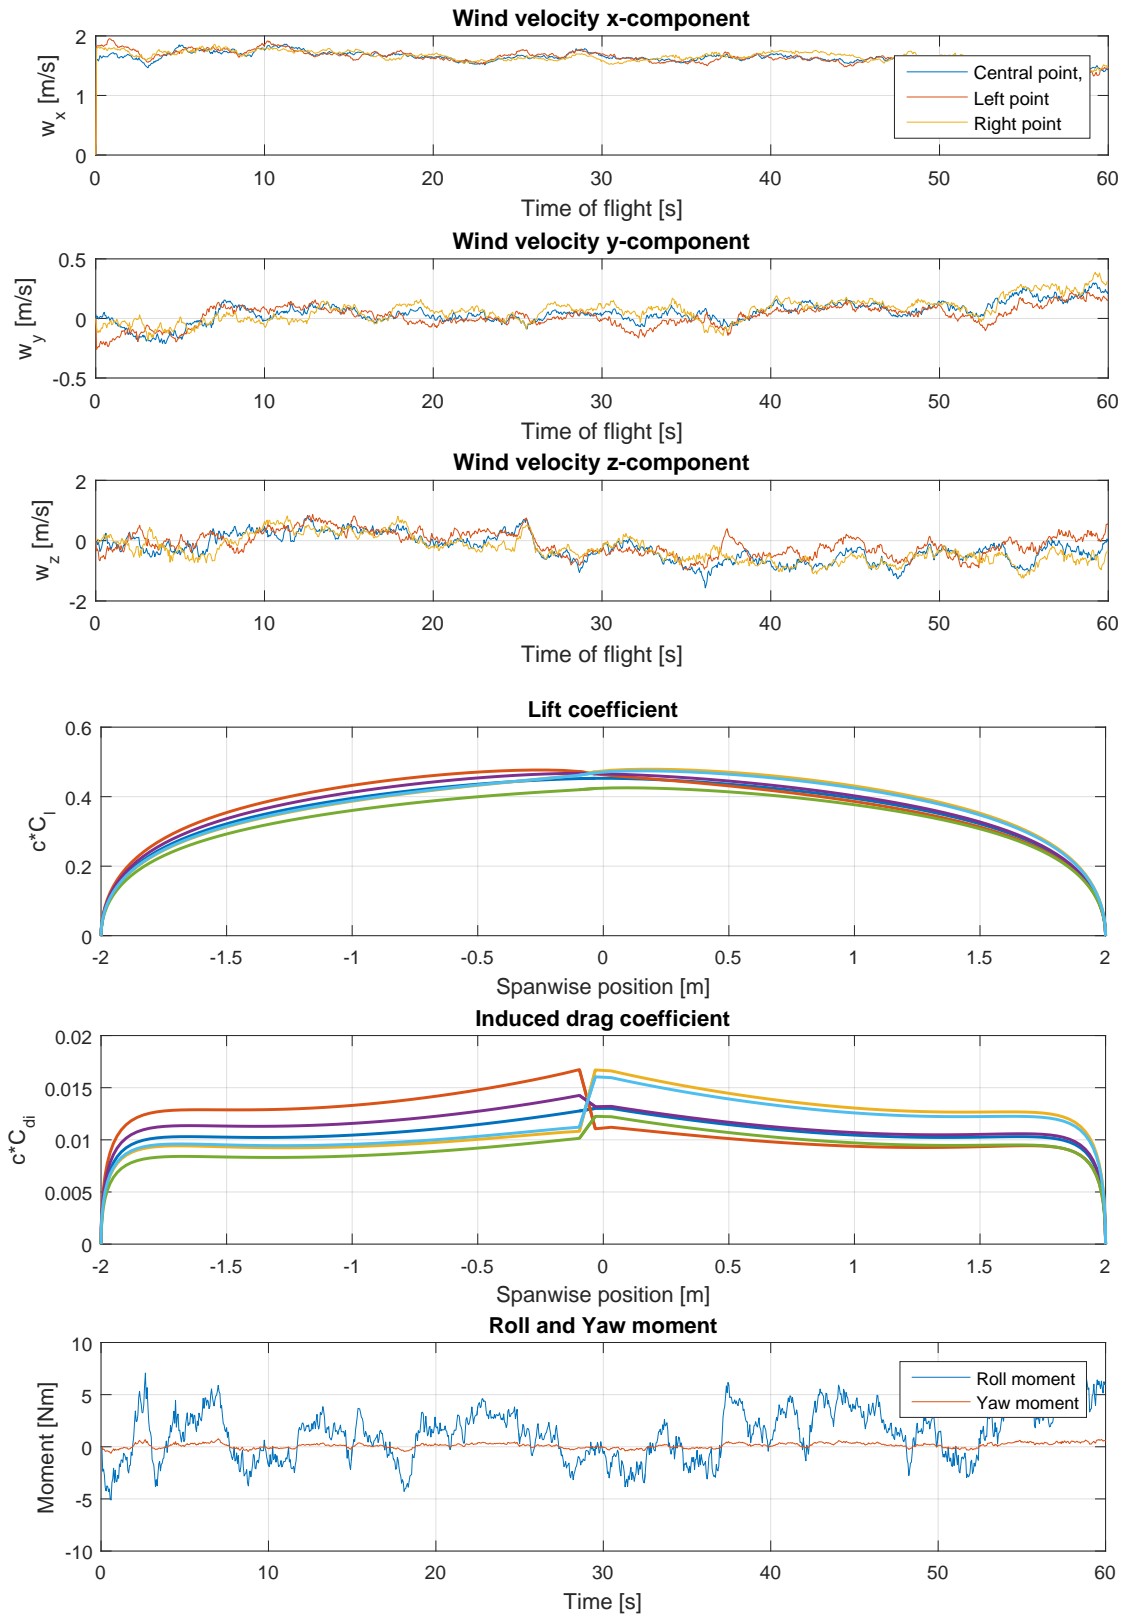 Wind velocity x-component
w_x [m/s]
2
1
0
Central point,
Left point
Right point
0 10 20 30 40 50 60
Time of flight [s]
Wind velocity y-component
w_y [m/s]
0.5
0
-0.5
0 10 20 30 40 50 60
Time of flight [s]
Wind velocity z-component
w_z [m/s]
2
0
-2
0 10 20 30 40 50 60
Time of flight [s]
Lift coefficient
c*C_l
0.6
0.4
0.2
0
-2 -1.5 -1 -0.5 0 0.5 1 1.5 2
Spanwise position [m]
Induced drag coefficient
c*C_di
0.02
0.015
0.01
0.005
0
-2 -1.5 -1 -0.5 0 0.5 1 1.5 2
Spanwise position [m]
Roll and Yaw moment
Moment [Nm]
10
5
0
-5
-10
Roll moment
Yaw moment
0 10 20 30 40 50 60
Time [s]